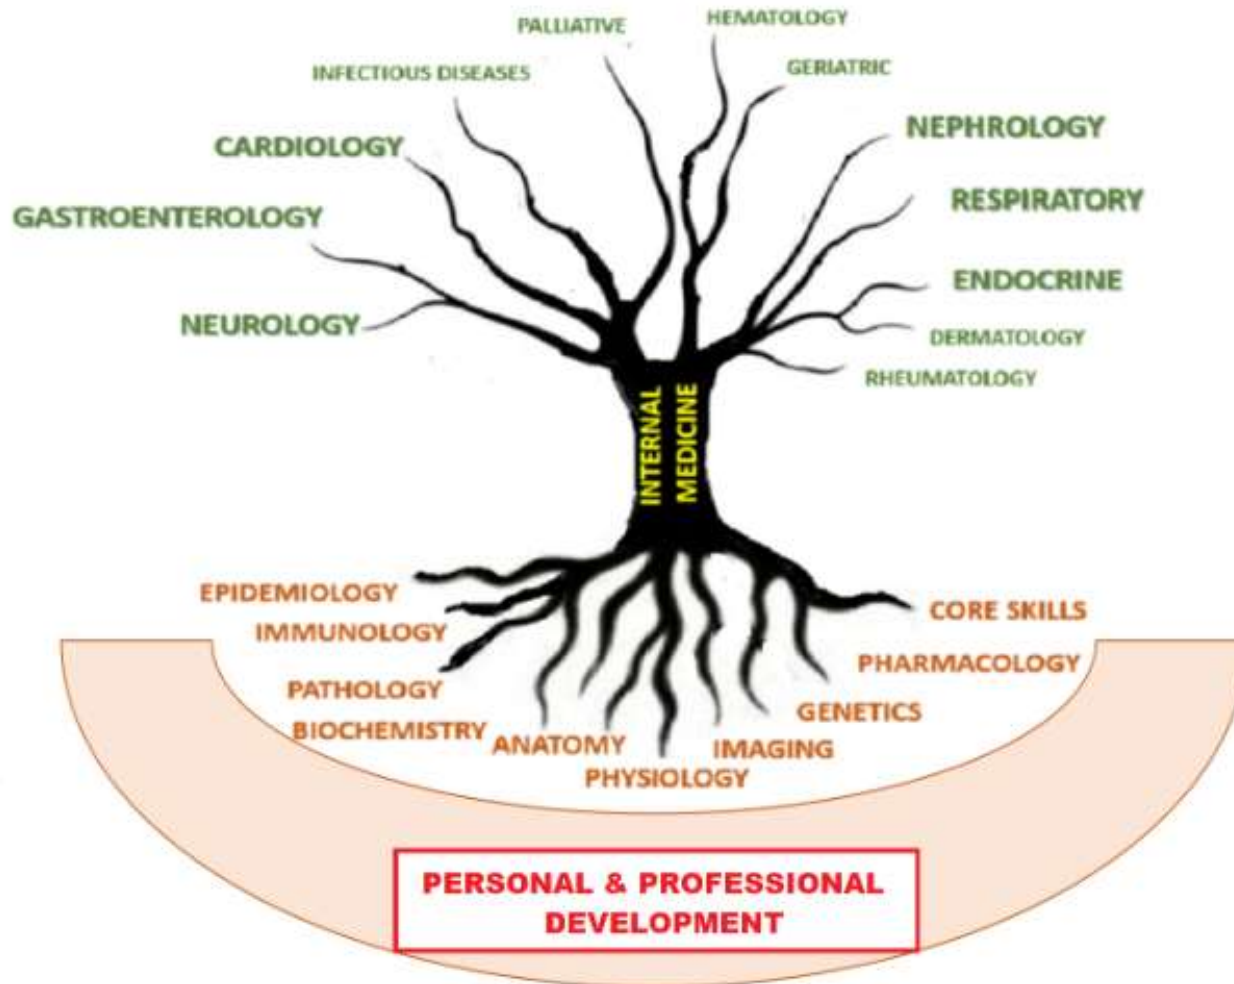 PALLIATIVE
HEMATOLOGY
INFECTIOUS DISEASES
GERIATRIC
CARDIOLOGY
NEPHROLOGY
GASTROENTEROLOGY
RESPIRATORY
NEUROLOGY
ENDOCRINE
DERMATOLOGY
RHEUMATOLOGY
INTERNAL
MEDICINE
EPIDEMIOLOGY
IMMUNOLOGY
PATHOLOGY
BIOCHEMISTRY
ANATOMY
PHYSIOLOGY
IMAGING
GENETICS
PHARMACOLOGY
CORE SKILLS
PERSONAL & PROFESSIONAL
DEVELOPMENT